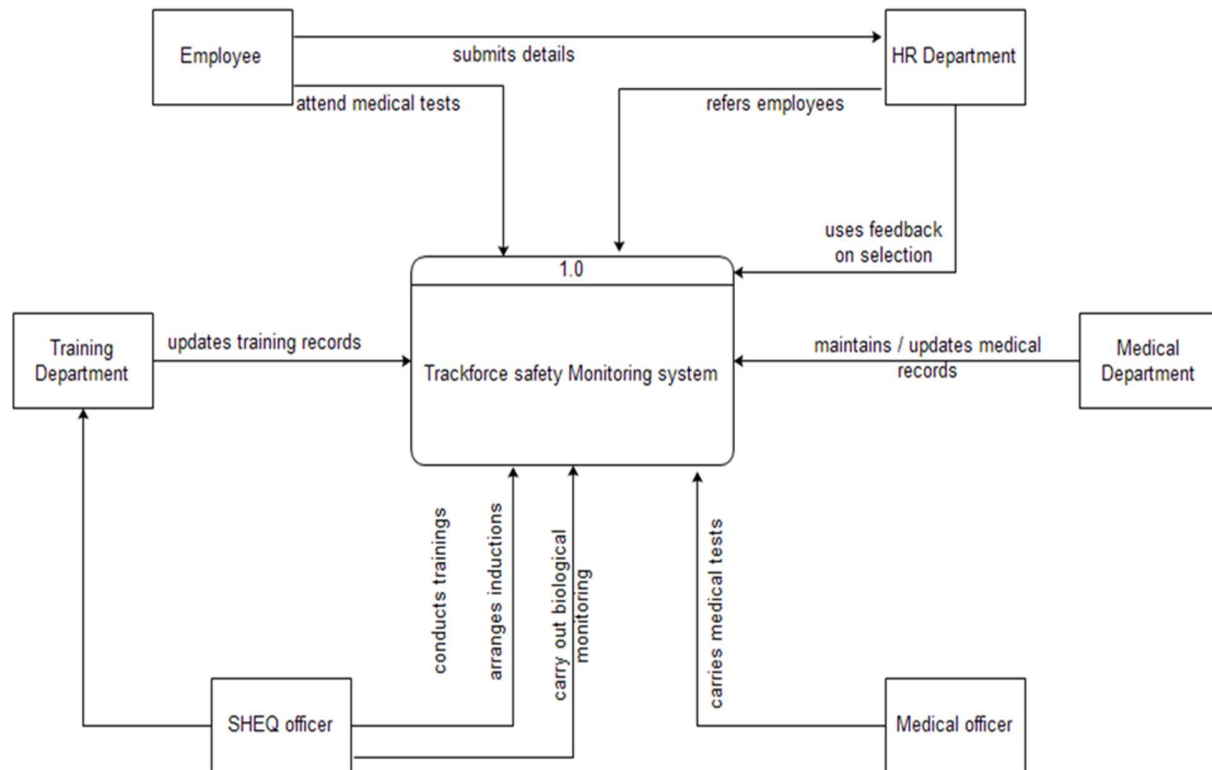 Employee
submits details
HR Department
attend medical tests
refers employees
uses feedback
on selection
1.0
Trackforce safety Monitoring system
Training
Department
updates training records
maintains / updates medical
records
Medical
Department
conducts trainings
arranges inductions
carry out biological
monitoring
carries medical tests
SHEQ officer
Medical officer